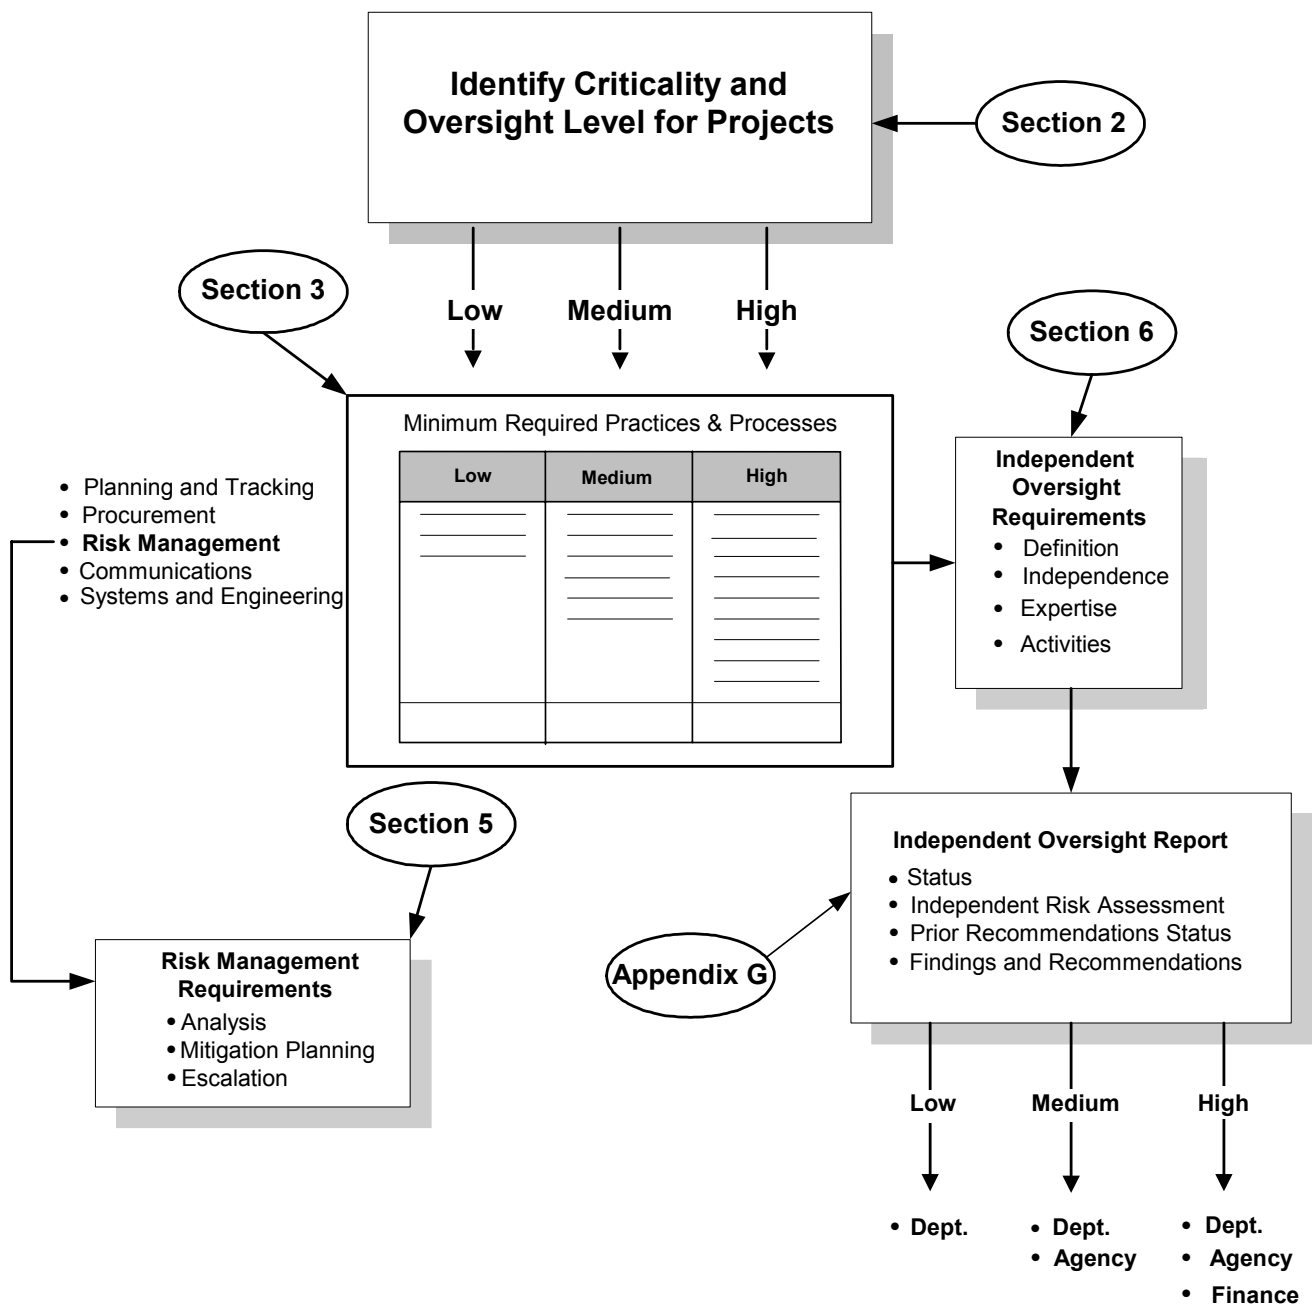 Identify Criticality and
Oversight Level for Projects
Section 2
Low Medium High
Section 3
Section 6
Minimum Required Practices & Processes
Low Medium High
• Planning and Tracking
• Procurement
• Risk Management
• Communications
• Systems and Engineering
Independent
Oversight
Requirements
• Definition
• Independence
• Expertise
• Activities
Section 5
Risk Management
Requirements
• Analysis
• Mitigation Planning
• Escalation
Independent Oversight Report
• Status
• Independent Risk Assessment
• Prior Recommendations Status
• Findings and Recommendations
Appendix G
Low Medium High
• Dept.
• Dept.
• Agency
• Dept.
• Agency
• Finance